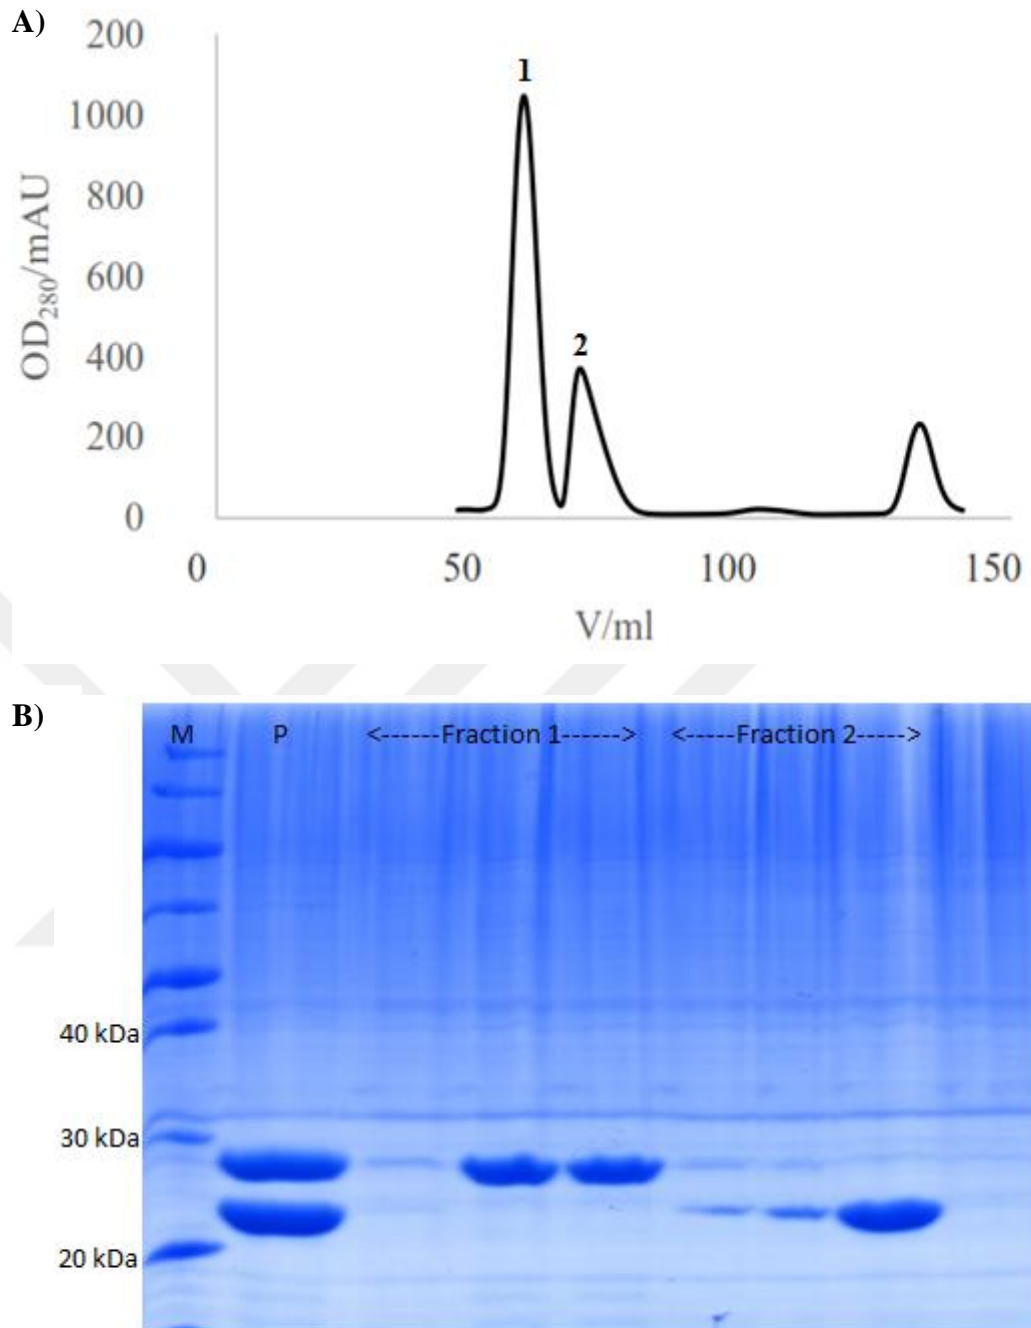 A)
200
1000
800
600
400
200
0
OD₂₈₀/mAU
1
2
0 50 100 150
V/ml
B)
M P <------Fraction 1------> <-----Fraction 2----->
40 kDa
30 kDa
20 kDa